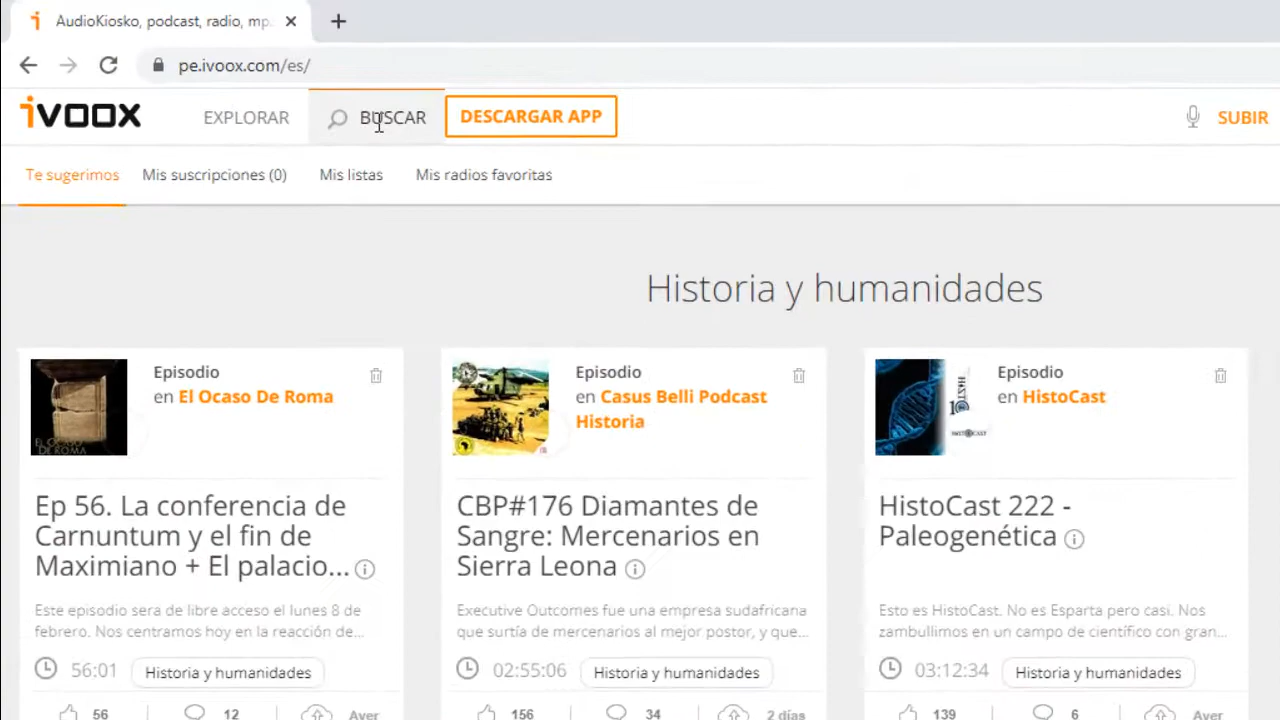 AudioKiosko, podcast, radio, mp
pe.ivoox.com/es/
ivoox
EXPLORAR
BUSCAR
DESCARGAR APP
SUBIR
Te sugerimos
Mis suscripciones (0)
Mis listas
Mis radios favoritas
Historia y humanidades
EL OCASO
DE ROMA
Episodio
en El Ocaso De Roma
Ep 56. La conferencia de
Carnuntum y el fin de
Maximiano + El palacio...
Este episodio sera de libre acceso el lunes 8 de
febrero. Nos centramos hoy en la reacción de...
56:01
Historia y humanidades
56
12
Ayer
Episodio
en Casus Belli Podcast
Historia
CBP#176 Diamantes de
Sangre: Mercenarios en
Sierra Leona
Executive Outcomes fue una empresa sudafricana
que surtía de mercenarios al mejor postor, y que...
02:55:06
Historia y humanidades
156
34
2 días
HISTOCAST
Episodio
en HistoCast
HistoCast 222 -
Paleogenética
Esto es HistoCast. No es Esparta pero casi. Nos
zambullimos en un campo de científico con gran...
03:12:34
Historia y humanidades
139
6
Ayer